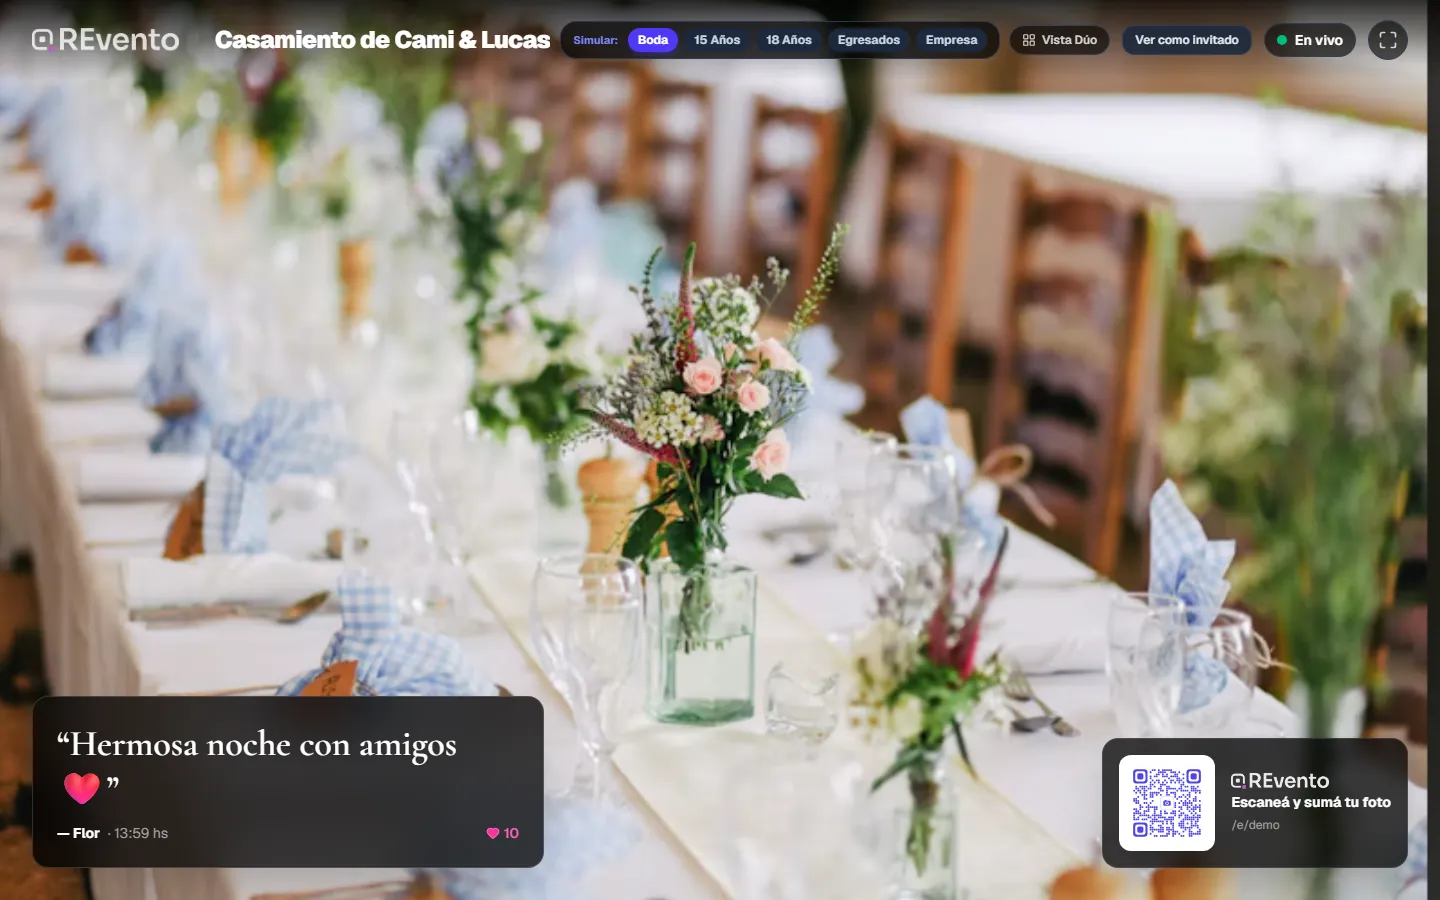 REvento
Casamiento de Cami & Lucas
Simular: Boda 15 Años 18 Años Egresados Empresa
Vista Dúo
Ver como invitado
En vivo
“Hermosa noche con amigos
❤️ ”
— Flor · 13:59 hs
10
REvento
Escaneá y sumá tu foto
/e/demo